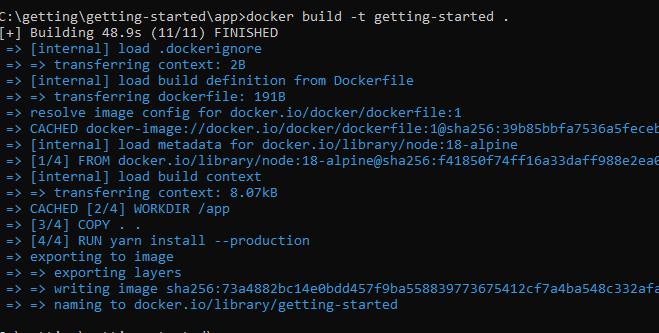 C:\getting\getting-started\app>docker build -t getting-started .
[+] Building 48.9s (11/11) FINISHED
=> [internal] load .dockerignore
=> => transferring context: 2B
=> [internal] load build definition from Dockerfile
=> => transferring dockerfile: 191B
=> resolve image config for docker.io/docker/dockerfile:1
=> CACHED docker-image://docker.io/docker/dockerfile:1@sha256:39b85bbfa7536a5feceb
=> [internal] load metadata for docker.io/library/node:18-alpine
=> [1/4] FROM docker.io/library/node:18-alpine@sha256:f41850f74ff16a33daff988e2ea0
=> [internal] load build context
=> => transferring context: 8.07kB
=> CACHED [2/4] WORKDIR /app
=> [3/4] COPY . .
=> [4/4] RUN yarn install --production
=> exporting to image
=> => exporting layers
=> => writing image sha256:73a4882bc14e0bdd457f9ba558839773675412cf7a4ba548c332afa
=> => naming to docker.io/library/getting-started